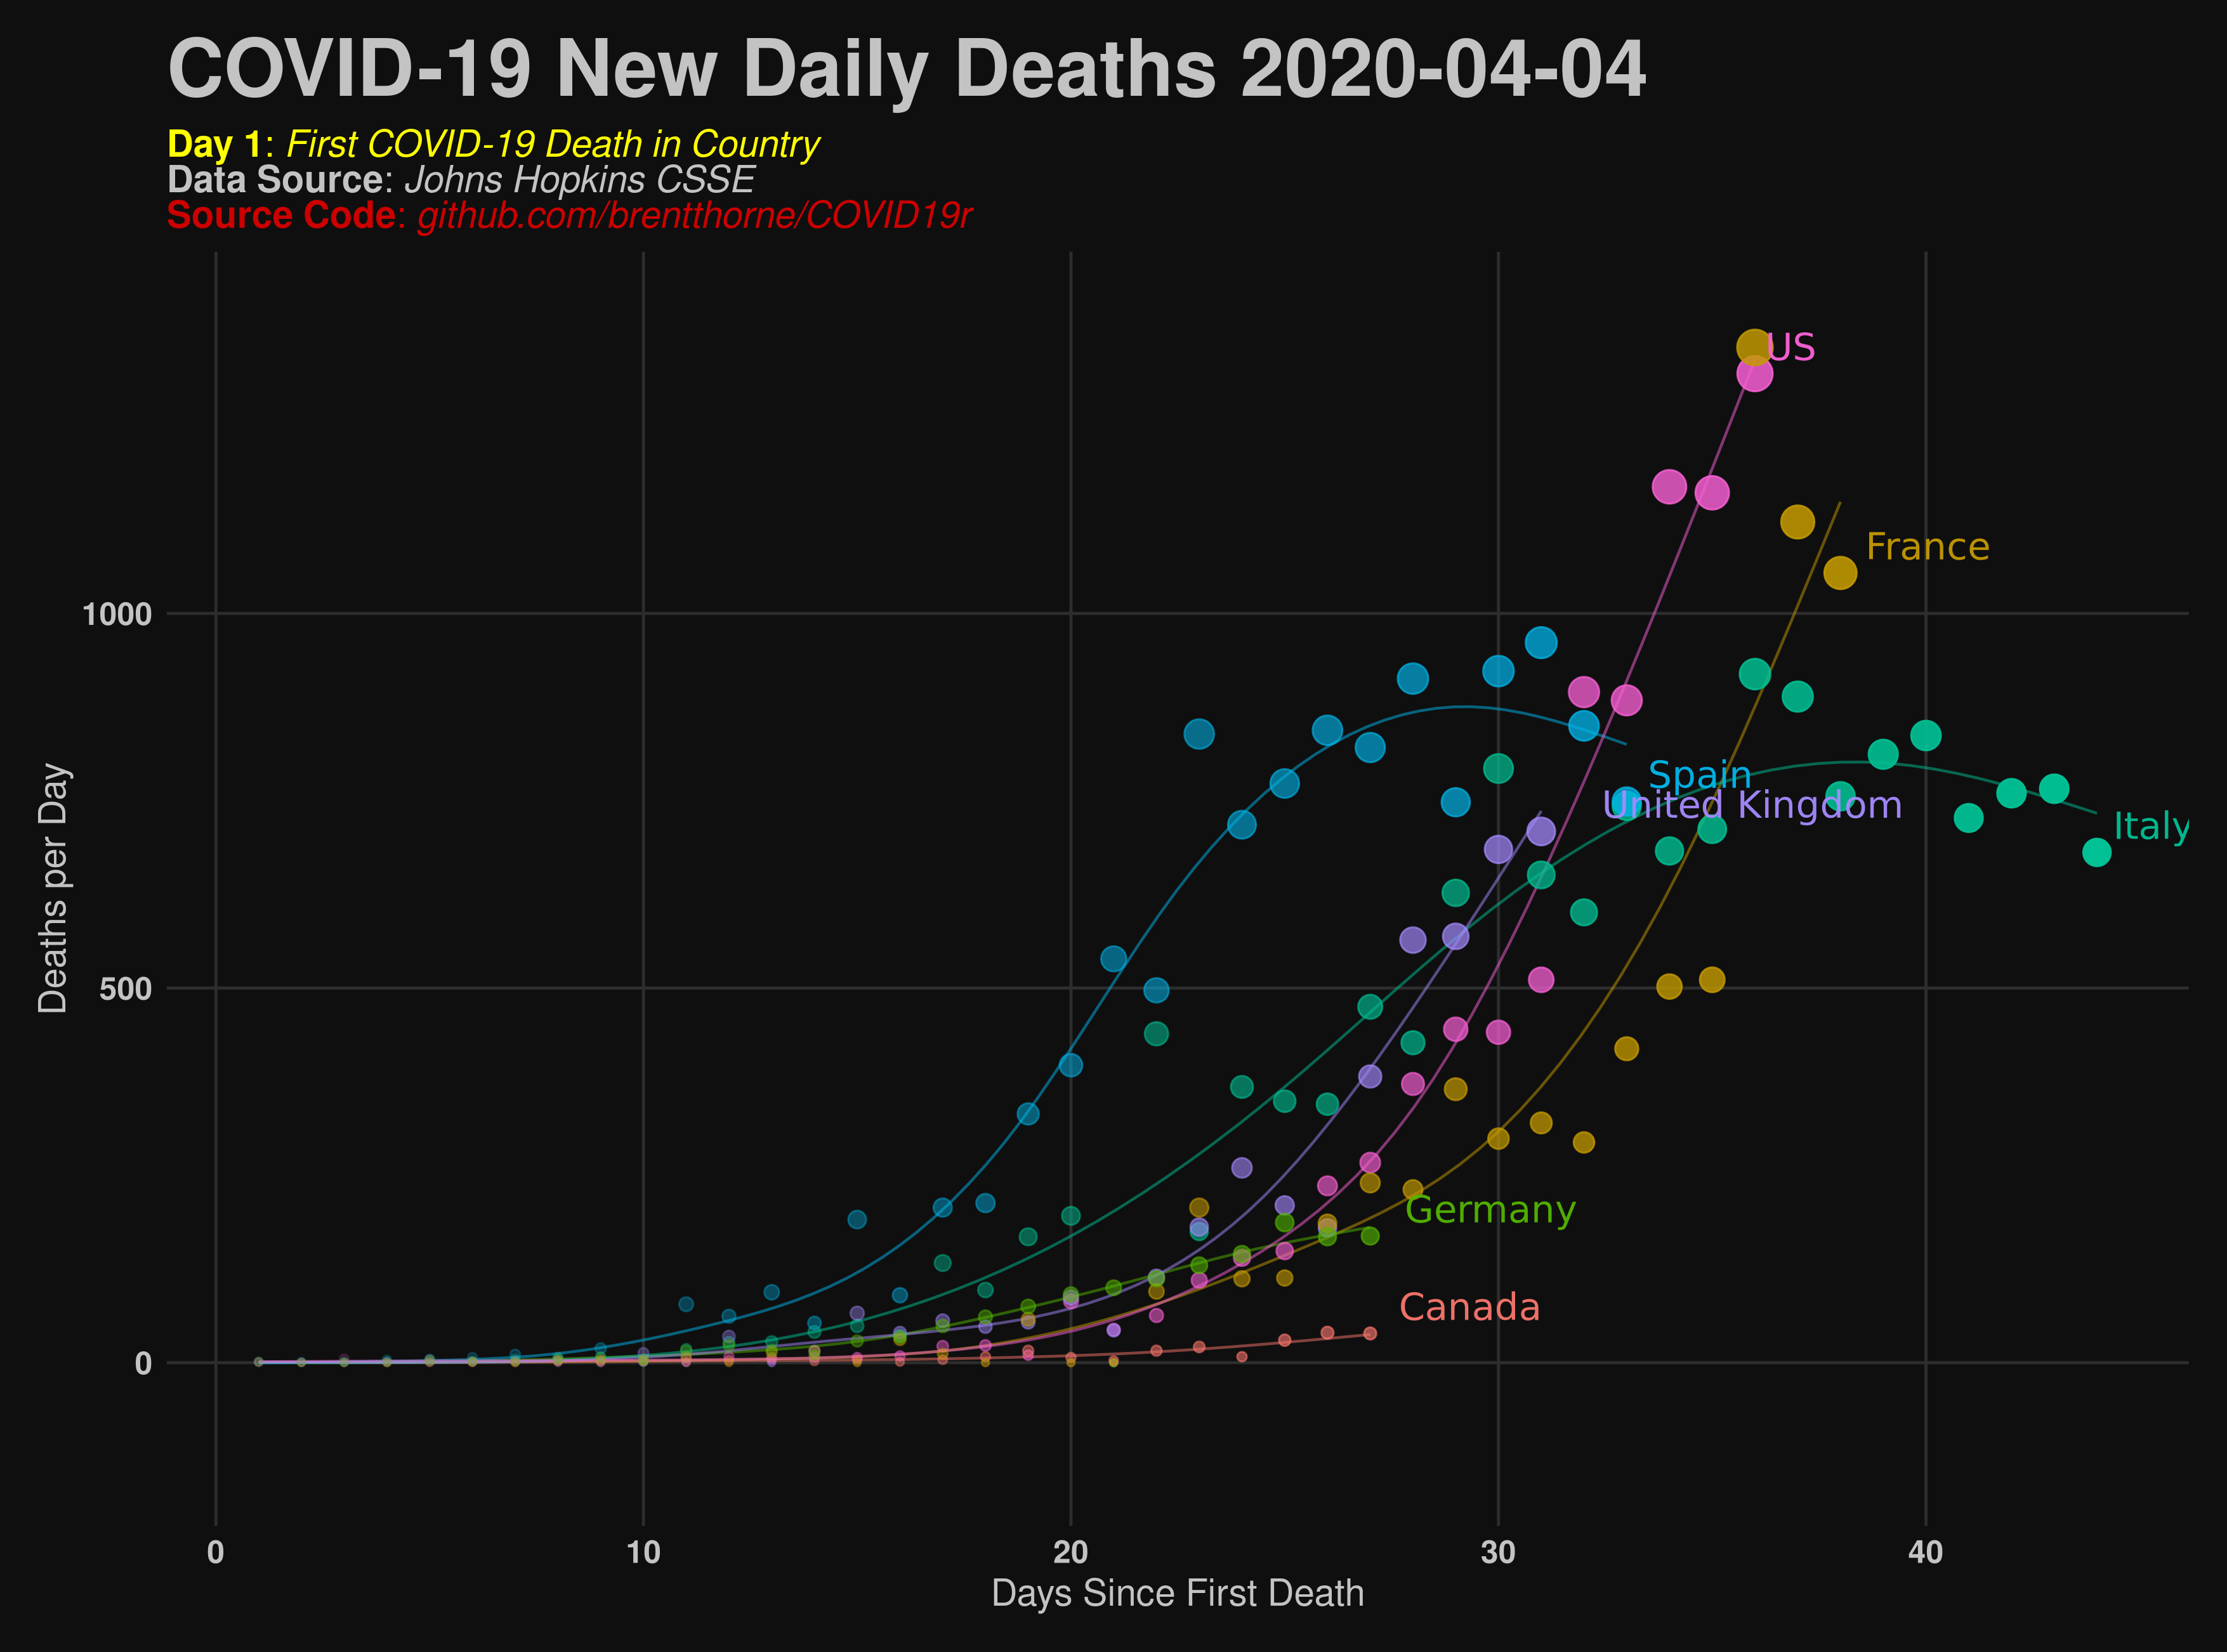 COVID-19 New Daily Deaths 2020-04-04
Day 1: First COVID-19 Death in Country
Data Source: Johns Hopkins CSSE
Source Code: github.com/brentthorne/COVID19r
US
France
1000
Spain
United Kingdom
Italy
Deaths per Day
500
Germany
Canada
0
0 10 20 30 40
Days Since First Death